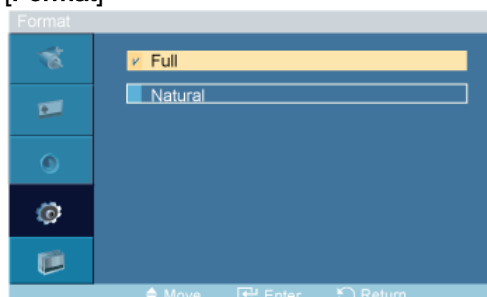 [Format]
Format
Full
Natural
Move Enter Return